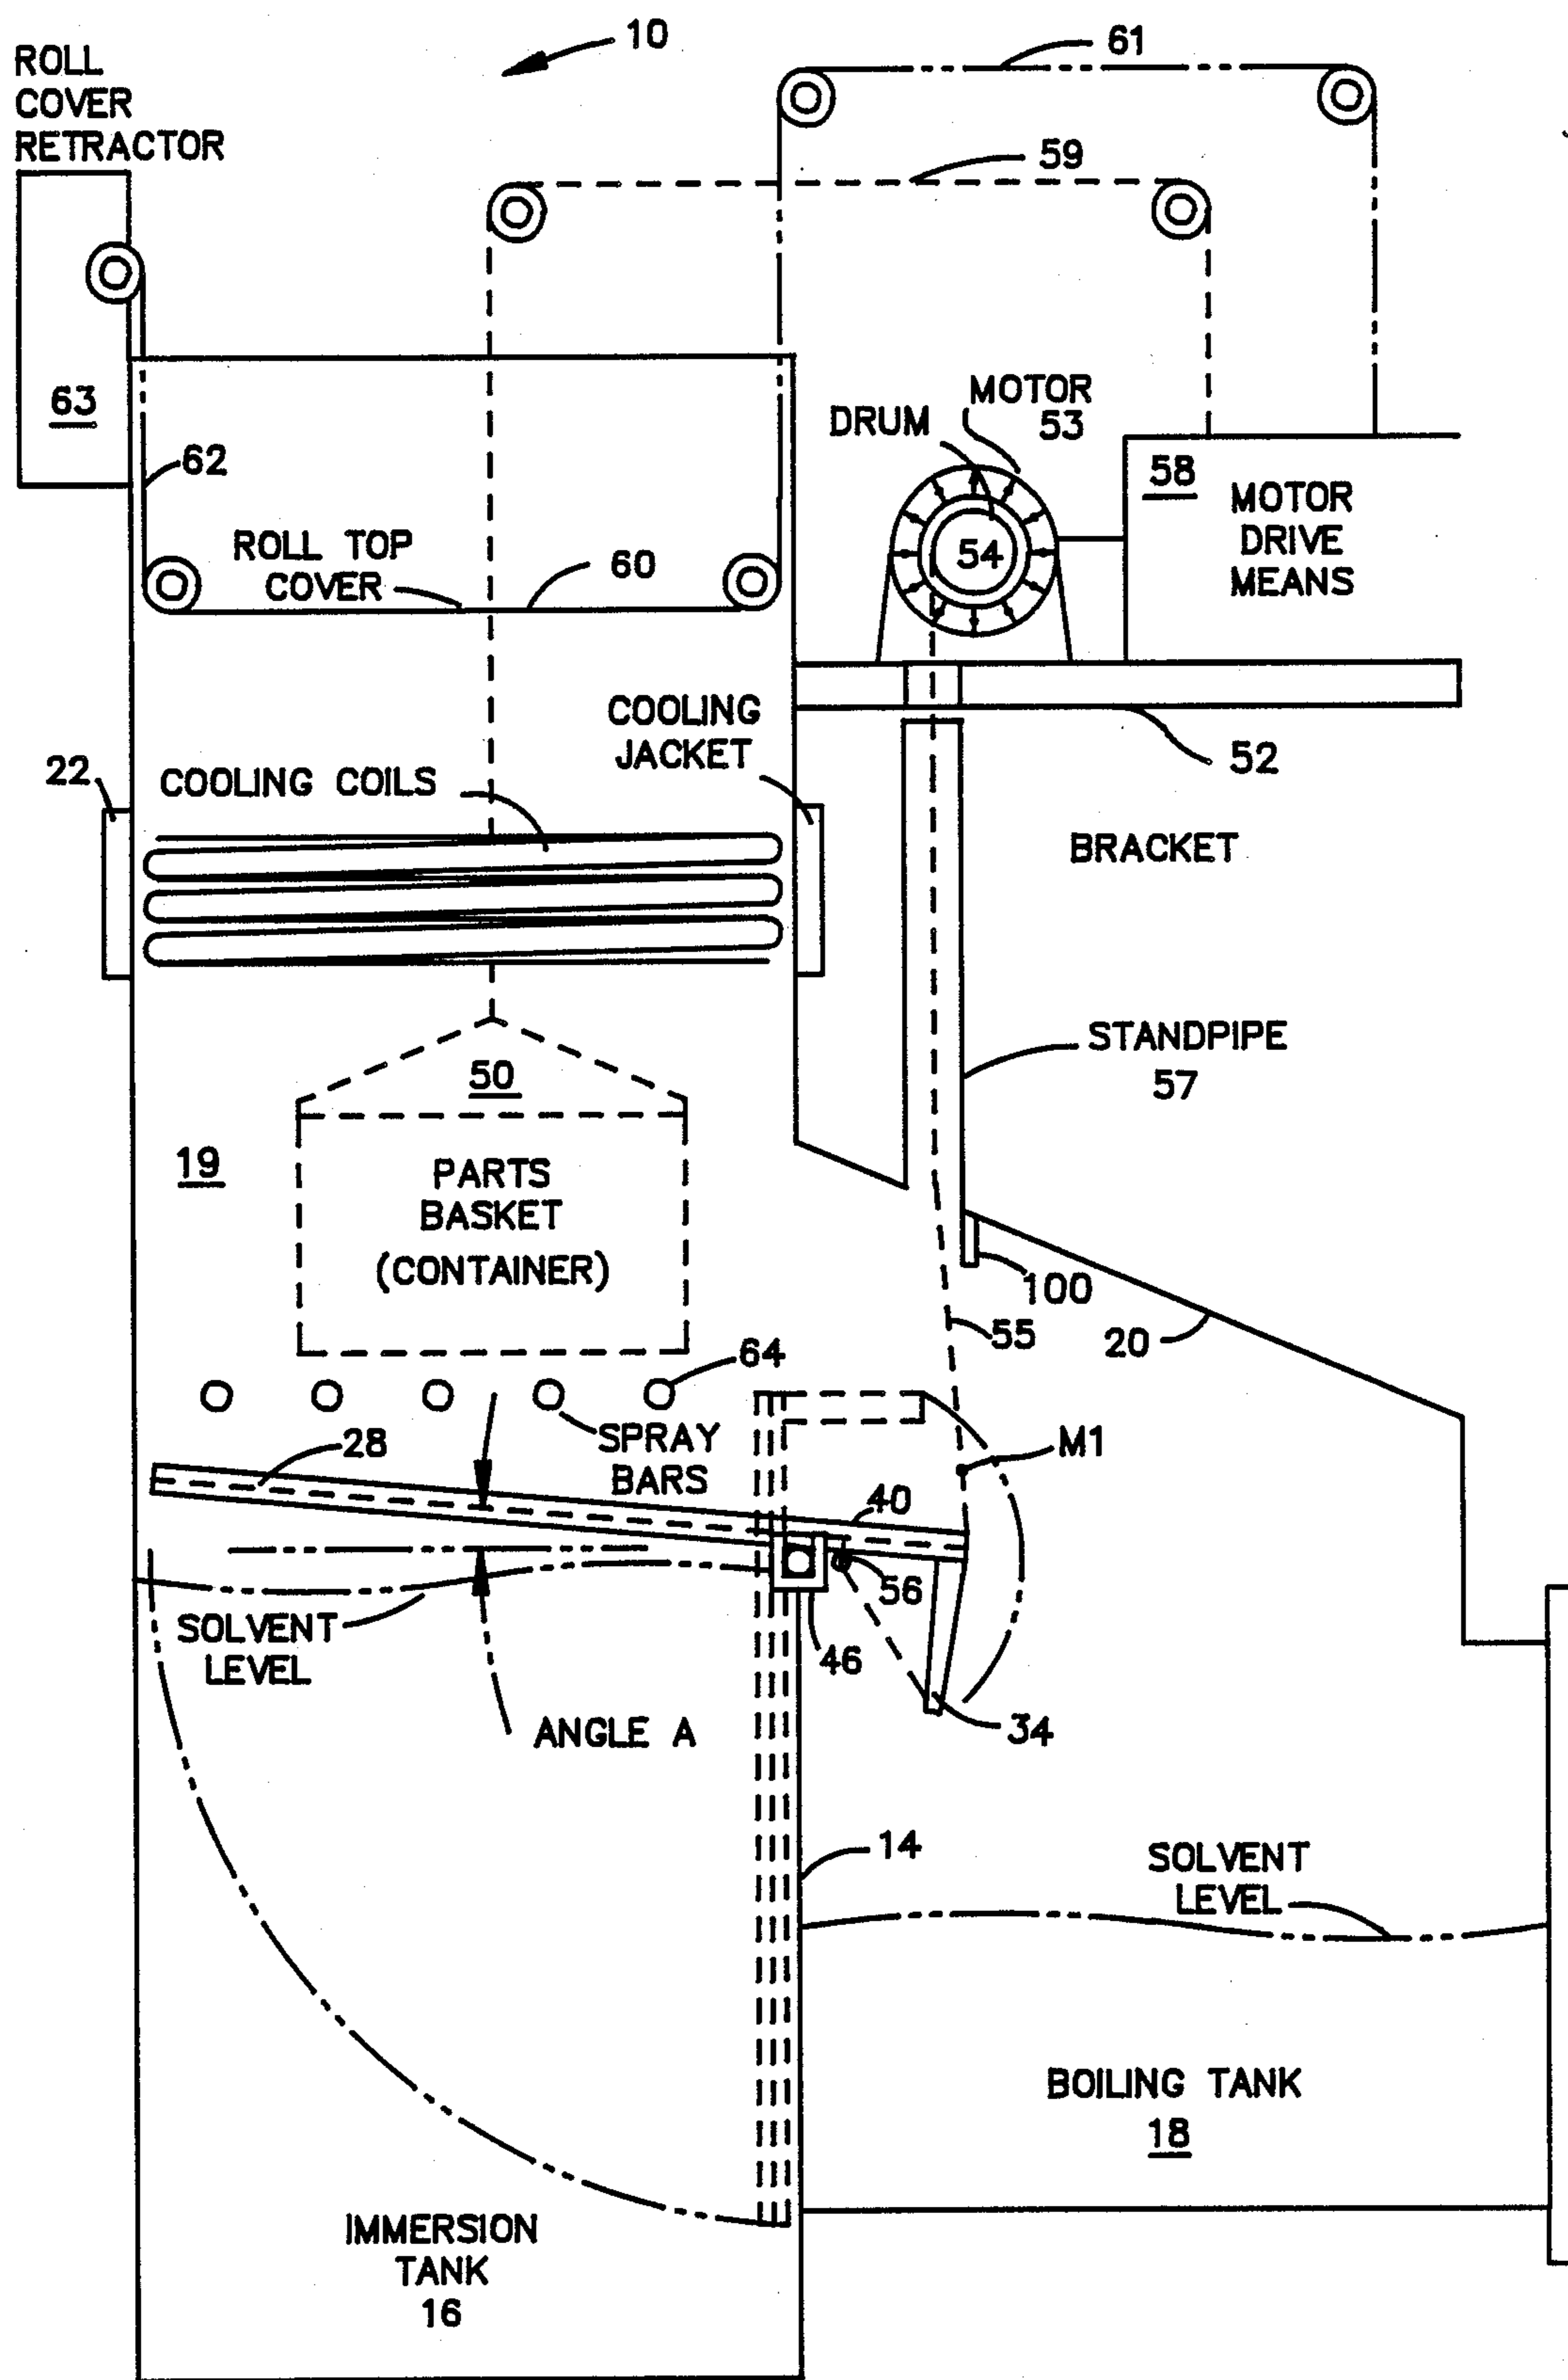 10
61
ROLL
COVER
RETRACTOR
59
63
62
MOTOR
53
DRUM
54
58
MOTOR
DRIVE
MEANS
ROLL TOP
COVER
60
COOLING
JACKET
52
22
COOLING COILS
BRACKET
STANDPIPE
57
50
19
PARTS
BASKET
(CONTAINER)
100
55
20
64
SPRAY
BARS
28
M1
40
56
46
SOLVENT
LEVEL
34
ANGLE A
14
SOLVENT
LEVEL
BOILING TANK
18
IMMERSION
TANK
16